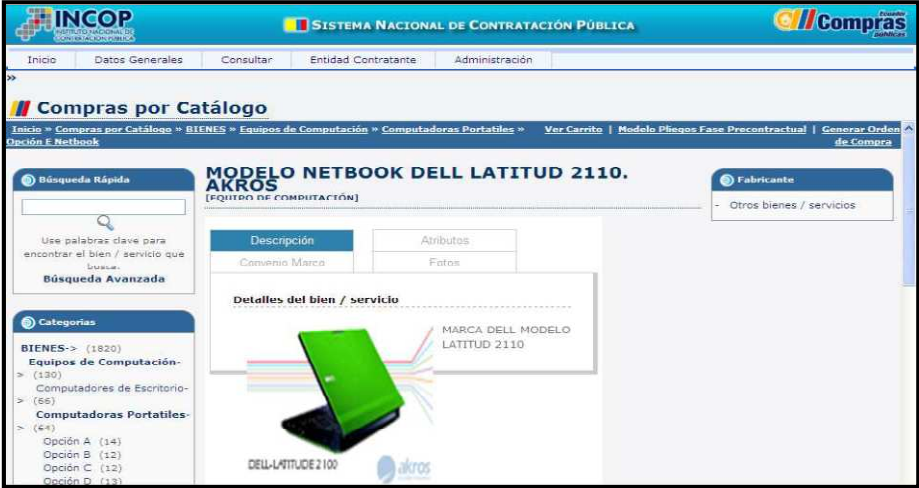 INCOP
INSTITUTO NACIONAL DE
CONTRATACIÓN PÚBLICA
SISTEMA NACIONAL DE CONTRATACIÓN PÚBLICA
Ecuador
Compras
públicas
Inicio Datos Generales Consultar Entidad Contratante Administración
»
Compras por Catálogo
Inicio » Compras por Catálogo » BIENES » Equipos de Computación » Computadoras Portatiles »
Opción E Netbook
Ver Carrito | Modelo Pliegos Fase Precontractual | Generar Orden
de Compra
Búsqueda Rápida
Use palabras clave para
encontrar el bien / servicio que
busca.
Búsqueda Avanzada
Categorias
BIENES-> (1820)
Equipos de Computación-
> (130)
Computadores de Escritorio-
> (66)
Computadoras Portatiles-
> (64)
Opción A (14)
Opción B (12)
Opción C (12)
Opción D (13)
MODELO NETBOOK DELL LATITUD 2110.
AKROS
[EQUIPO DE COMPUTACIÓN]
Descripción Atributos
Convenio Marco Fotos
Detalles del bien / servicio
MARCA DELL MODELO
LATITUD 2110
DELL-LATITUDE 2100
akros
Fabricante
- Otros bienes / servicios